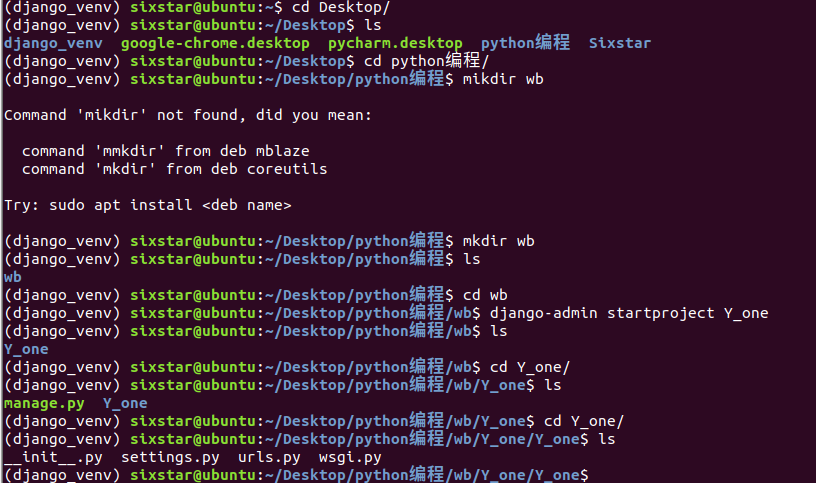 (django_venv) sixstar@ubuntu:~$ cd Desktop/
(django_venv) sixstar@ubuntu:~/Desktop$ ls
django_venv  google-chrome.desktop  pycharm.desktop  python编程  Sixstar
(django_venv) sixstar@ubuntu:~/Desktop$ cd python编程/
(django_venv) sixstar@ubuntu:~/Desktop/python编程$ mikdir wb

Command 'mikdir' not found, did you mean:

  command 'mmkdir' from deb mblaze
  command 'mkdir' from deb coreutils

Try: sudo apt install <deb name>

(django_venv) sixstar@ubuntu:~/Desktop/python编程$ mkdir wb
(django_venv) sixstar@ubuntu:~/Desktop/python编程$ ls
wb
(django_venv) sixstar@ubuntu:~/Desktop/python编程$ cd wb
(django_venv) sixstar@ubuntu:~/Desktop/python编程/wb$ django-admin startproject Y_one
(django_venv) sixstar@ubuntu:~/Desktop/python编程/wb$ ls
Y_one
(django_venv) sixstar@ubuntu:~/Desktop/python编程/wb$ cd Y_one/
(django_venv) sixstar@ubuntu:~/Desktop/python编程/wb/Y_one$ ls
manage.py  Y_one
(django_venv) sixstar@ubuntu:~/Desktop/python编程/wb/Y_one$ cd Y_one/
(django_venv) sixstar@ubuntu:~/Desktop/python编程/wb/Y_one/Y_one$ ls
__init__.py  settings.py  urls.py  wsgi.py
(django_venv) sixstar@ubuntu:~/Desktop/python编程/wb/Y_one/Y_one$